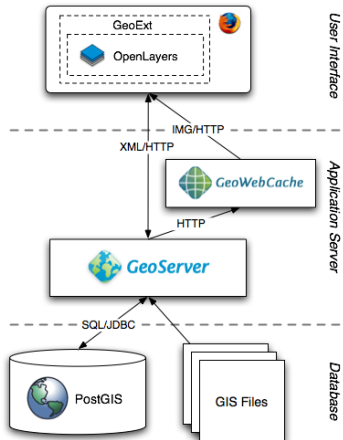 GeoExt
OpenLayers
User Interface
IMG/HTTP
XML/HTTP
GeoWebCache
Application Server
HTTP
GeoServer
SQL/JDBC
PostGIS
GIS Files
Database